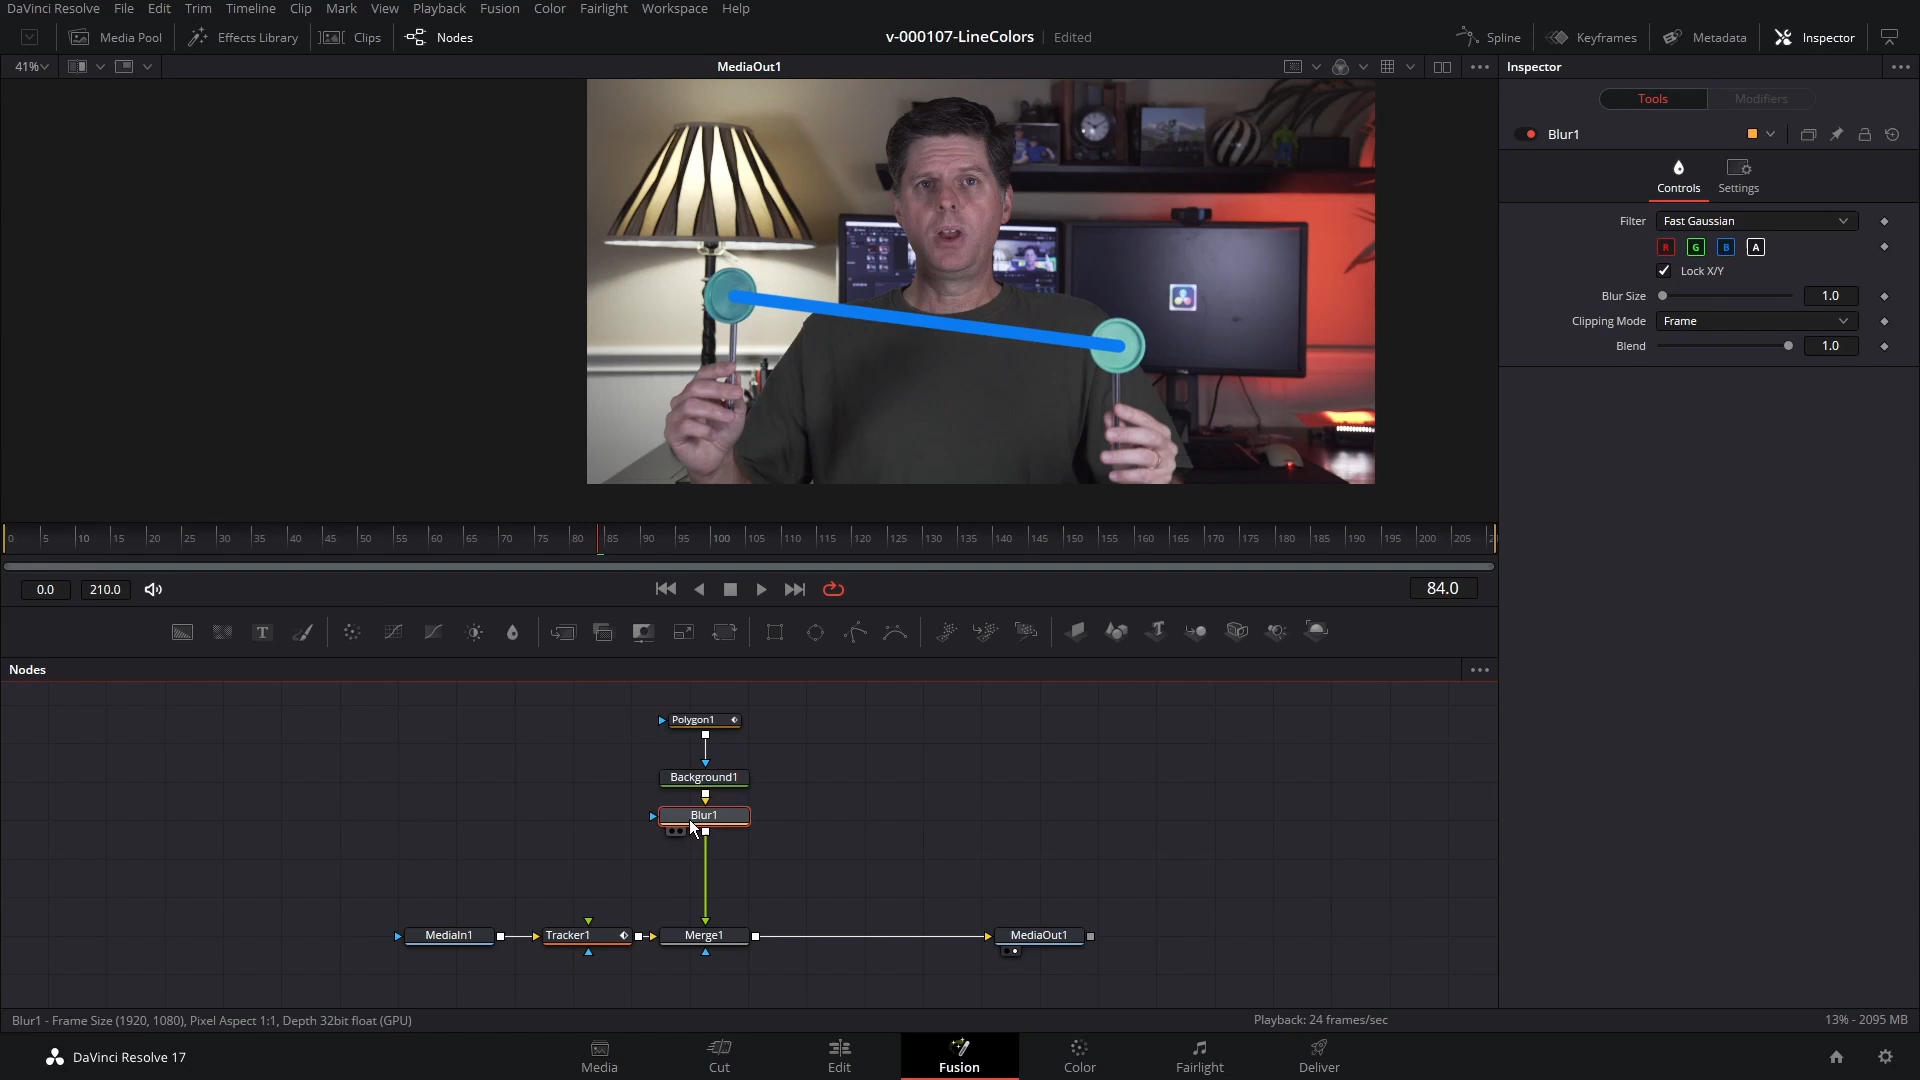 DaVinci Resolve File Edit Trim Timeline Clip Mark View Playback Fusion Color Fairlight Workspace Help
Media Pool Effects Library Clips Nodes v-000107-LineColors Edited Spline Keyframes Metadata Inspector
41% MediaOut1 Inspector
Tools Modifiers
Blur1
Controls Settings
Filter Fast Gaussian
R G B A
Lock X/Y
Blur Size 1.0
Clipping Mode Frame
Blend 1.0
0 5 10 15 20 25 30 35 40 45 50 55 60 65 70 75 80 85 90 95 100 105 110 115 120 125 130 135 140 145 150 155 160 165 170 175 180 185 190 195 200 205
0.0 210.0 84.0
T T
Nodes
Polygon1
Background1
Blur1
MediaIn1 Tracker1 Merge1 MediaOut1
Blur1 - Frame Size (1920, 1080), Pixel Aspect 1:1, Depth 32bit float (GPU) Playback: 24 frames/sec 13% - 2095 MB
DaVinci Resolve 17 Media Cut Edit Fusion Color Fairlight Deliver